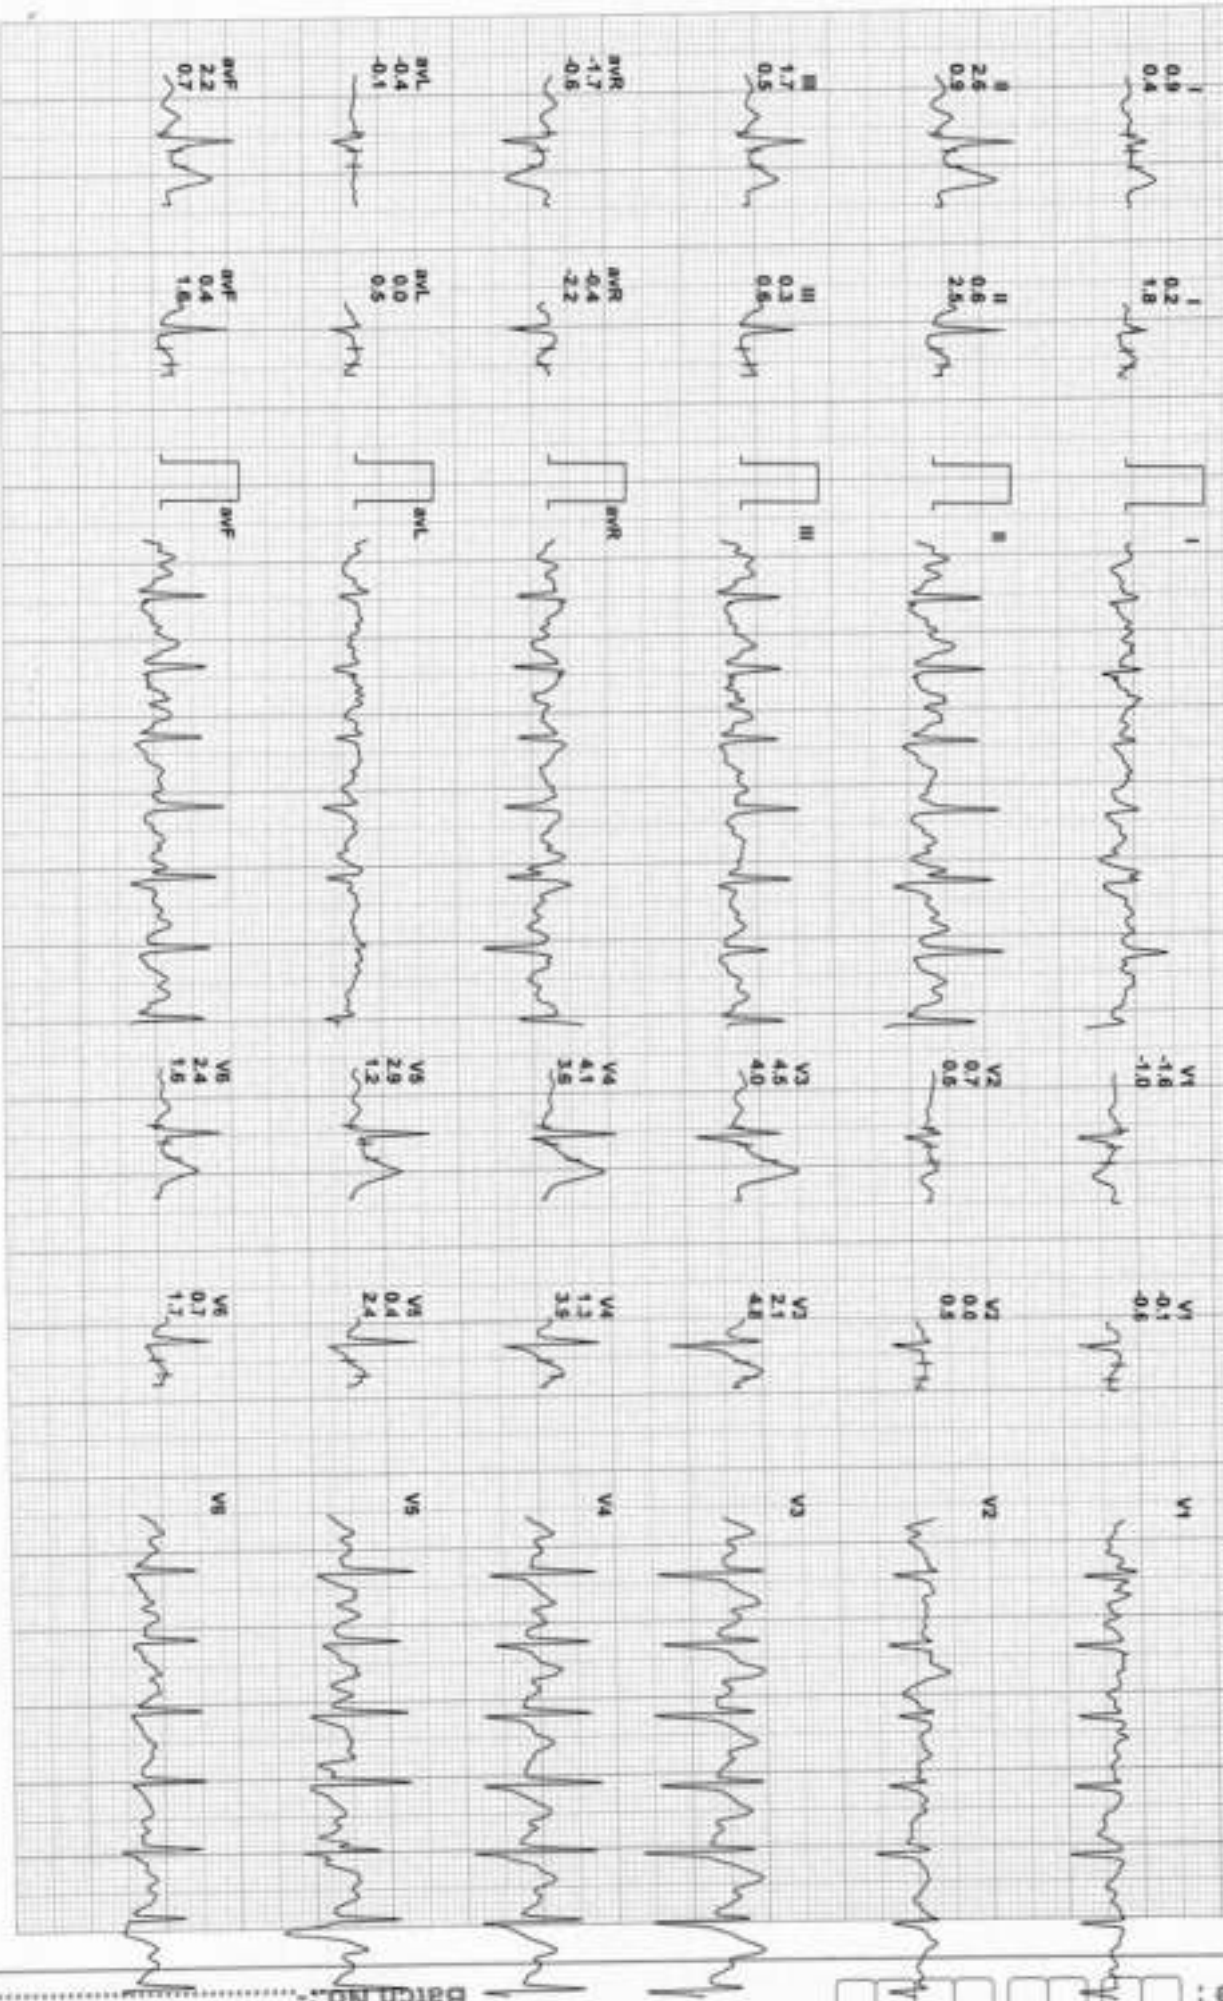 I I I V1 V1 V1
0.9 0.2 -1.6 -0.1
0.4 1.8 -1.0 -0.6
II II II V2 V2 V2
2.6 0.6 0.7 0.0
0.9 2.5 0.6 0.5
III III III V3 V3 V3
1.7 0.3 4.5 2.1
0.5 0.6 4.0 4.8
avR avR avR V4 V4 V4
-1.7 -0.4 4.1 1.3
-0.6 -2.2 3.6 3.9
avL avL avL V5 V5 V5
-0.4 0.0 2.9 0.4
-0.1 0.5 1.2 2.4
avF avF avF V6 V6 V6
2.2 0.4 2.4 0.7
0.7 1.6 1.6 1.7
Batch No.